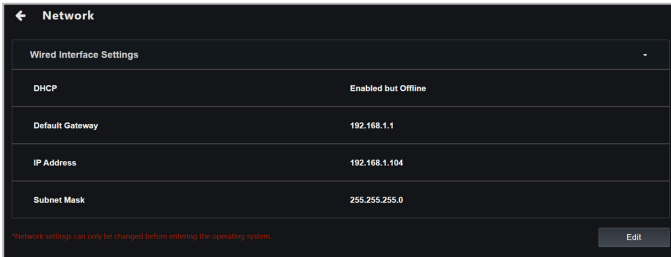 Network
Wired Interface Settings
DHCP Enabled but Offline
Default Gateway 192.168.1.1
IP Address 192.168.1.104
Subnet Mask 255.255.255.0
*Network settings can only be changed before entering the operating system.
Edit